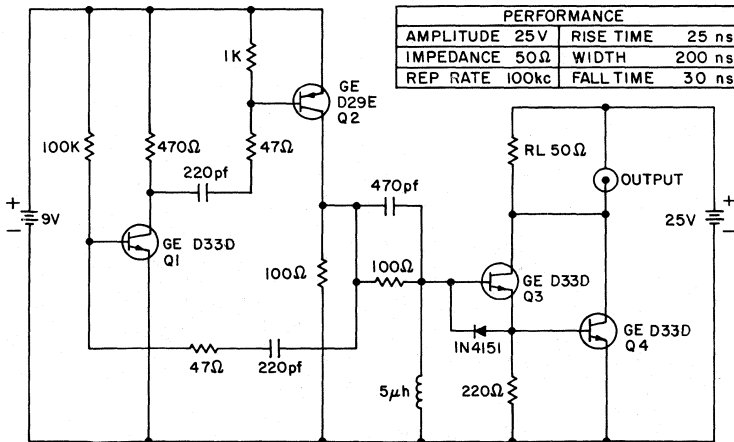 PERFORMANCE
AMPLITUDE 25V RISE TIME 25 ns
IMPEDANCE 50Ω WIDTH 200 ns
REP RATE 100kc FALL TIME 30 ns
1K
GE
D29E
Q2
100K
470Ω
220pf
47Ω
RL 50Ω
OUTPUT
470pf
+
9V
-
+
25V
-
GE D33D
Q1
100Ω
100Ω
GE D33D
Q3
1N4151
GE D33D
Q4
47Ω
220pf
5μh
220Ω